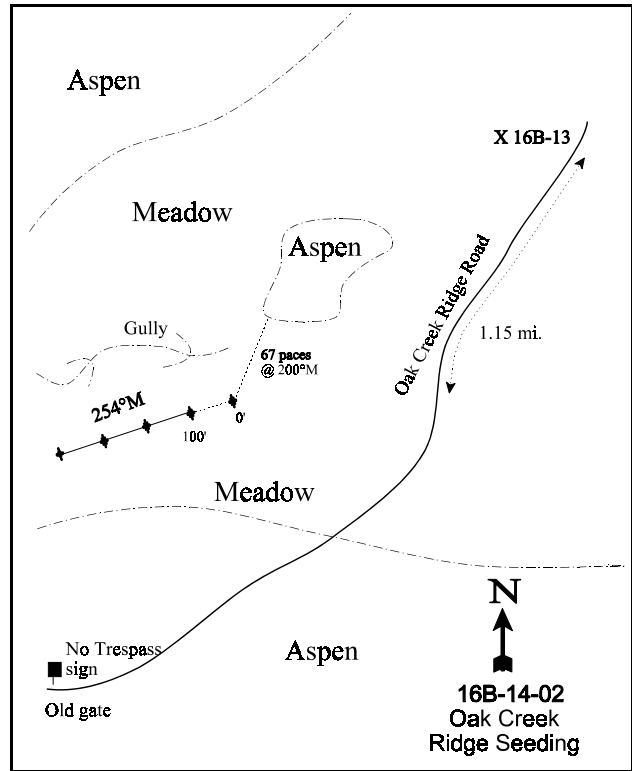 Aspen
X 16B-13
Meadow
Aspen
Oak Creek Ridge Road
Gully
1.15 mi.
67 paces
@ 200°M
254°M
0'
100'
Meadow
N
No Trespass
sign
Aspen
Old gate
16B-14-02
Oak Creek
Ridge Seeding